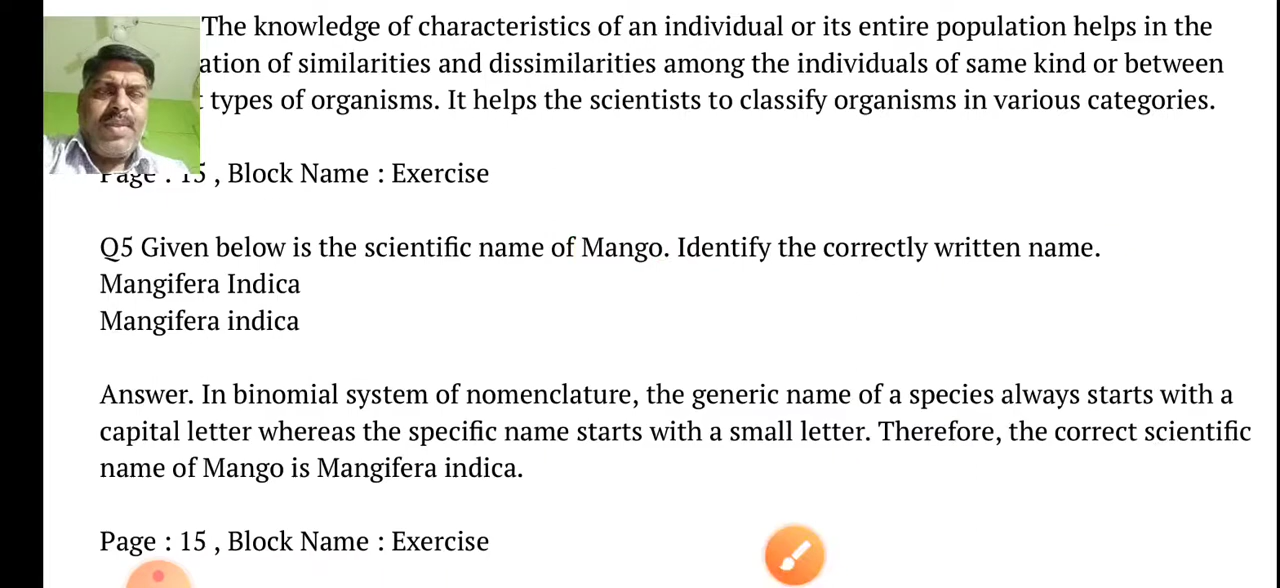 The knowledge of characteristics of an individual or its entire population helps in the
of similarities and dissimilarities among the individuals of same kind or between
types of organisms. It helps the scientists to classify organisms in various categories.
Page : 15 , Block Name : Exercise
Q5 Given below is the scientific name of Mango. Identify the correctly written name.
Mangifera Indica
Mangifera indica
Answer. In binomial system of nomenclature, the generic name of a species always starts with a
capital letter whereas the specific name starts with a small letter. Therefore, the correct scientific
name of Mango is Mangifera indica.
Page : 15 , Block Name : Exercise